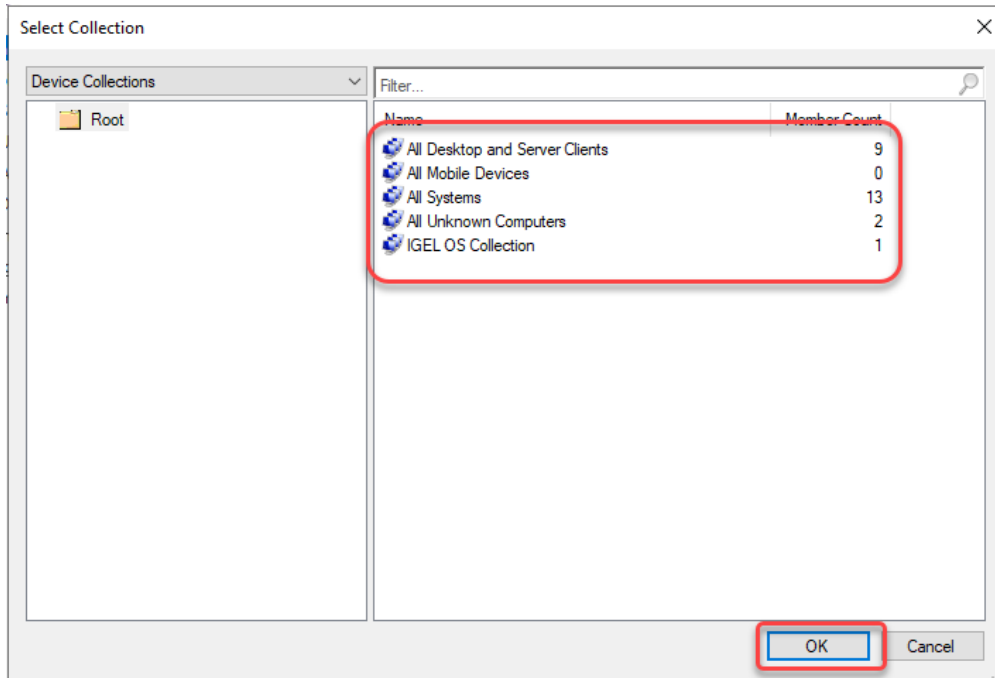 Select Collection
Device Collections
Filter...
Root
Name Member Count
All Desktop and Server Clients 9
All Mobile Devices 0
All Systems 13
All Unknown Computers 2
IGEL OS Collection 1
OK Cancel